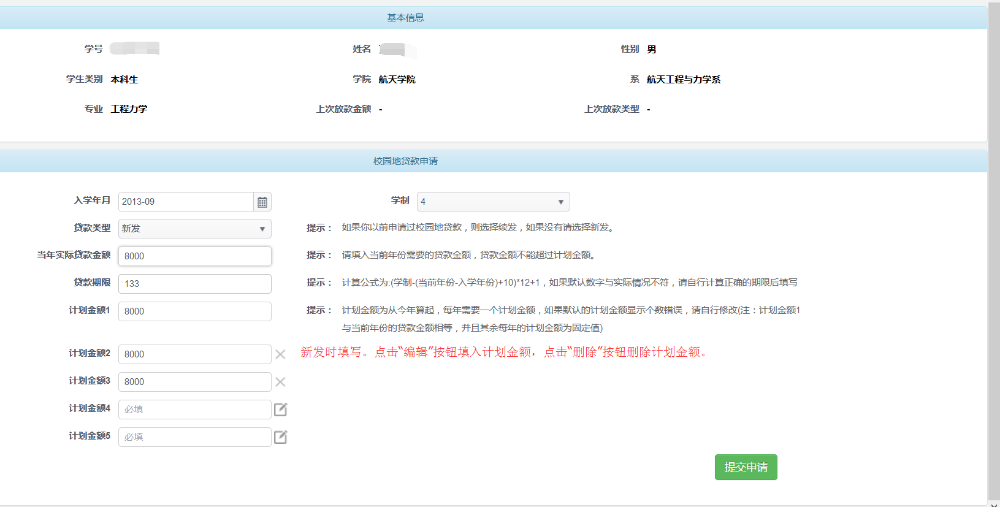 基本信息
学号
姓名
性别 男
学生类别 本科生
学院 航天学院
系 航天工程与力学系
专业 工程力学
上次放款金额 -
上次放款类型 -
校园地贷款申请
入学年月 2013-09
学制 4
贷款类型 新发
提示： 如果你以前申请过校园地贷款，则选择续发，如果没有请选择新发。
当年实际贷款金额 8000
提示： 请填入当前年份需要的贷款金额，贷款金额不能超过计划金额。
贷款期限 133
提示： 计算公式为:(学制-(当前年份-入学年份)+10)*12+1，如果默认数字与实际情况不符，请自行计算正确的期限后填写
计划金额1 8000
提示： 计划金额为从今年算起，每年需要一个计划金额，如果默认的计划金额显示个数错误，请自行修改(注：计划金额1
与当前年份的贷款金额相等，并且其余每年的计划金额为固定值)
计划金额2 8000
新发时填写。点击“编辑”按钮填入计划金额，点击“删除”按钮删除计划金额。
计划金额3 8000
计划金额4 必填
计划金额5 必填
提交申请